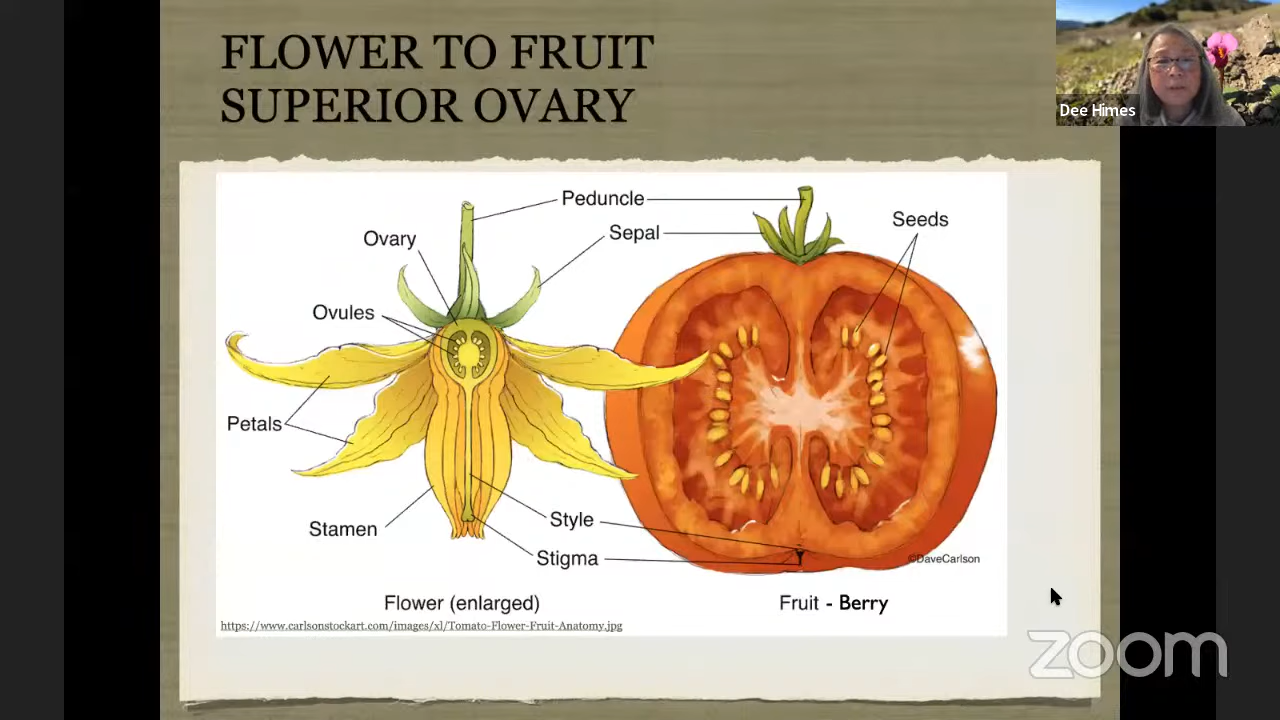 FLOWER TO FRUIT
SUPERIOR OVARY
Dee Himes
Peduncle
Seeds
Ovary
Sepal
Ovules
Petals
Stamen
Style
Stigma
©DaveCarlson
Flower (enlarged)
Fruit - Berry
https://www.carlsonstockart.com/images/xl/Tomato-Flower-Fruit-Anatomy.jpg
zoom